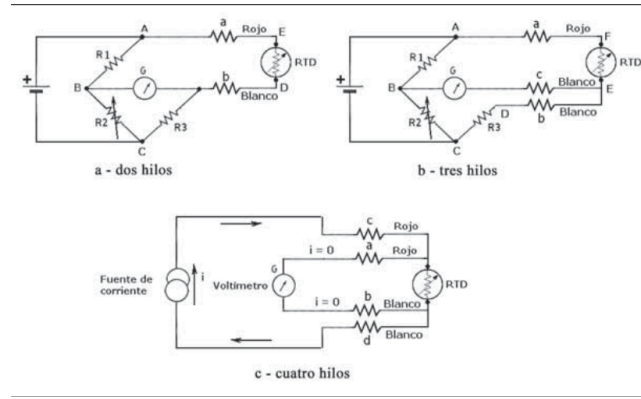 A
a
Rojo
E
R1
RTD
+
B
G
b
D
Blanco
R2
R3
C
a - dos hilos
A
a
Rojo
F
R1
RTD
+
B
G
c
Blanco
E
R2
D
R3
b
Blanco
C
b - tres hilos
c
Rojo
i = 0
a
Rojo
G
Fuente de
corriente
i
Voltímetro
RTD
i = 0
b
Blanco
d
Blanco
c - cuatro hilos